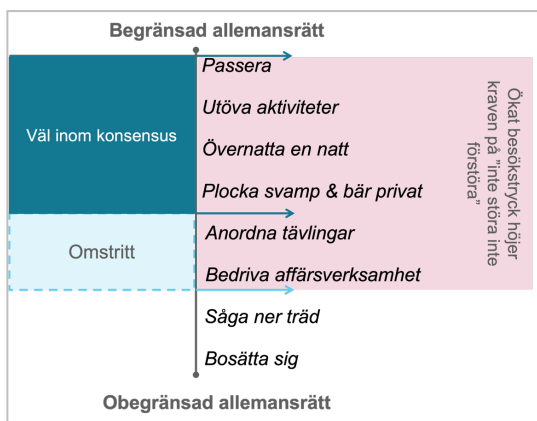 Begränsad allemansrätt
Passera
Utöva aktiviteter
Väl inom konsensus
Övernatta en natt
Plocka svamp & bär privat
Omstritt
Anordna tävlingar
Bedriva affärsverksamhet
Såga ner träd
Bosätta sig
Obegränsad allemansrätt
Ökat besökstryck höjer
kraven på ”inte störa inte
förstöra”